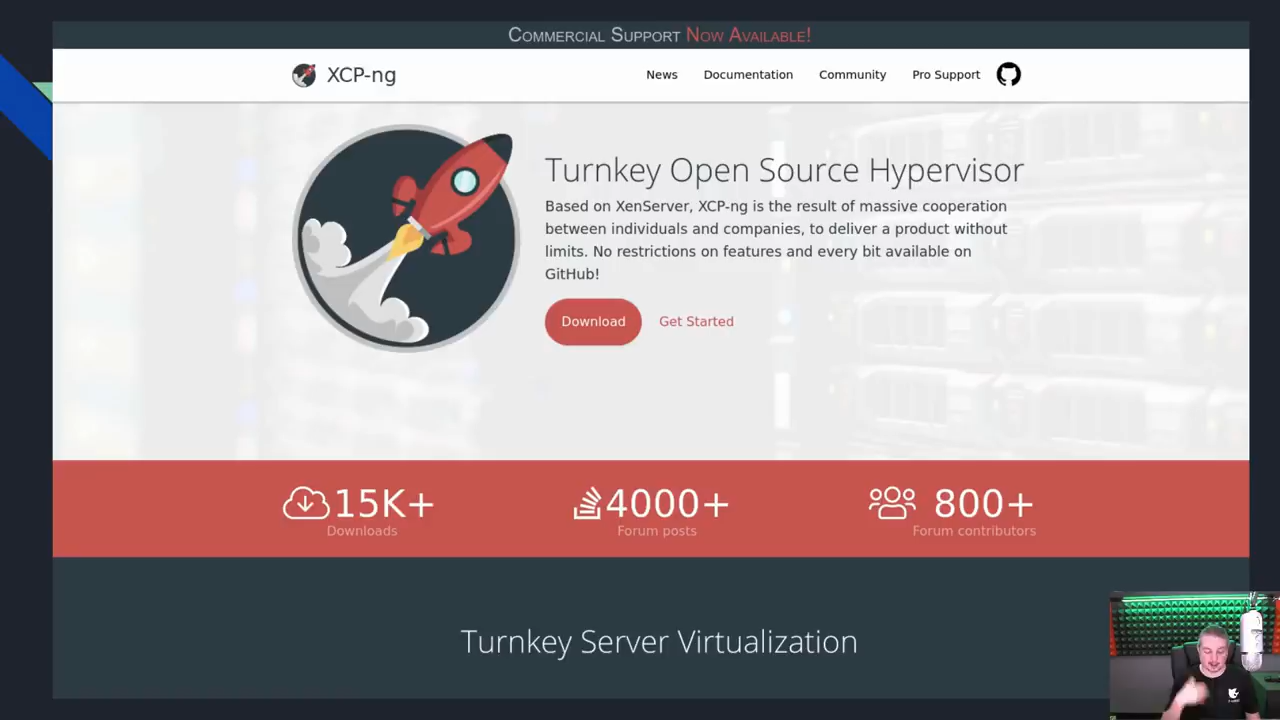 Commercial Support Now Available!
XCP-ng
News
Documentation
Community
Pro Support
Turnkey Open Source Hypervisor
Based on XenServer, XCP-ng is the result of massive cooperation
between individuals and companies, to deliver a product without
limits. No restrictions on features and every bit available on
GitHub!
Download
Get Started
15K+
Downloads
4000+
Forum posts
800+
Forum contributors
Turnkey Server Virtualization